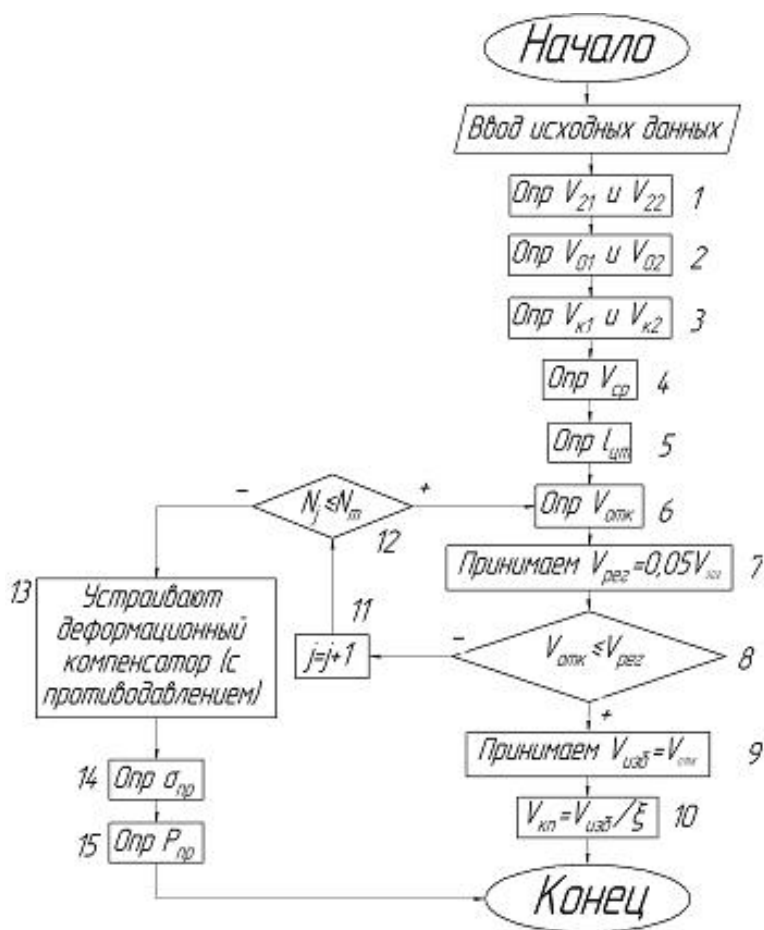 Начало
Ввод исходных данных
Опр V₂₁ и V₂₂
1
Опр V₀₁ и V₀₂
2
Опр Vк1 и Vк2
3
Опр Vср
4
Опр lцт
5
Опр Vотк
6
Принимаем Vрег=0,05V
7
Vотк ≤ Vрег
8
+
−
Принимаем Vизб=Vотк
9
Vкп=Vизб/ξ
10
j=j+1
11
Nj ≤ Nm
12
−
+
13
Устраивают
деформационный
компенсатор (с
противодавлением)
14
Опр σпр
15
Опр Pпр
Конец